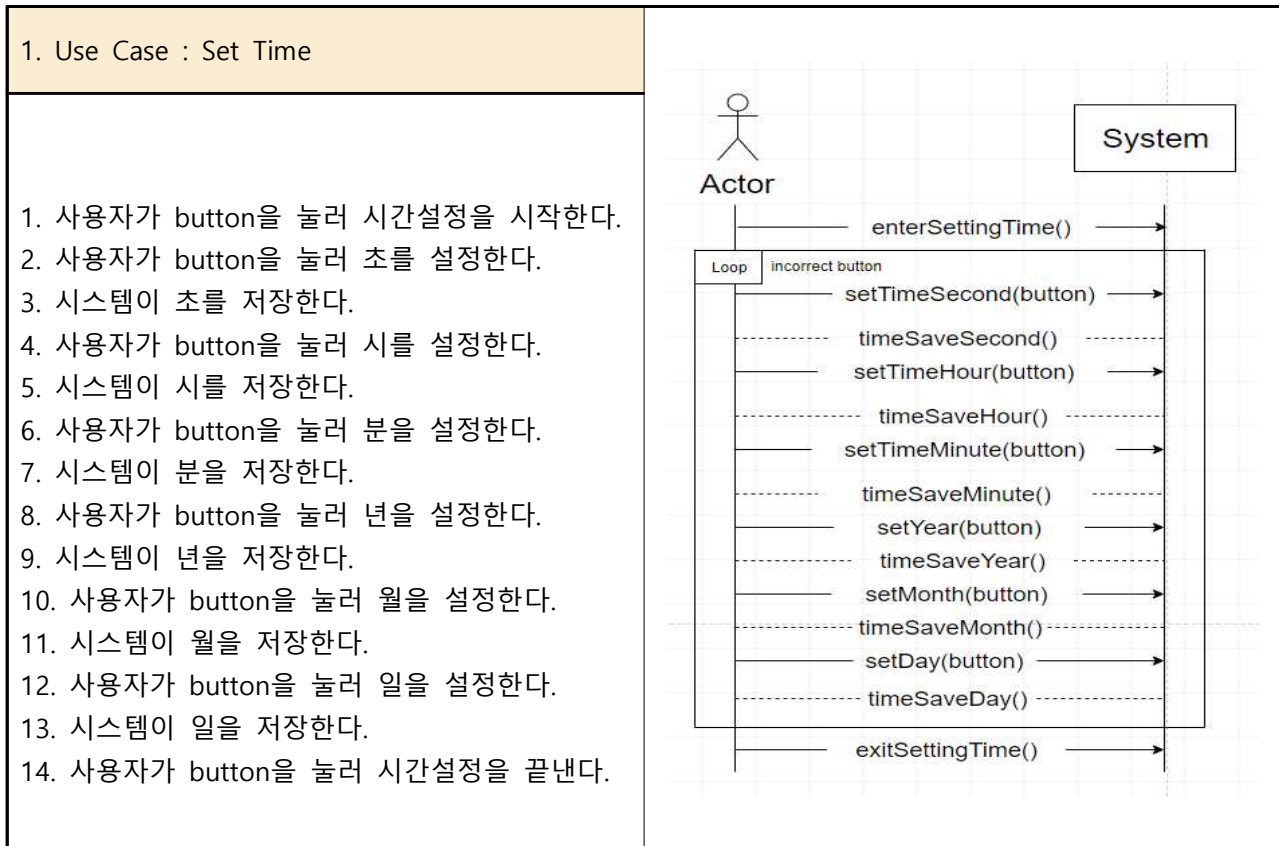 1. Use Case : Set Time
1. 사용자가 button을 눌러 시간설정을 시작한다.
2. 사용자가 button을 눌러 초를 설정한다.
3. 시스템이 초를 저장한다.
4. 사용자가 button을 눌러 시를 설정한다.
5. 시스템이 시를 저장한다.
6. 사용자가 button을 눌러 분을 설정한다.
7. 시스템이 분을 저장한다.
8. 사용자가 button을 눌러 년을 설정한다.
9. 시스템이 년을 저장한다.
10. 사용자가 button을 눌러 월을 설정한다.
11. 시스템이 월을 저장한다.
12. 사용자가 button을 눌러 일을 설정한다.
13. 시스템이 일을 저장한다.
14. 사용자가 button을 눌러 시간설정을 끝낸다.
Actor
System
enterSettingTime()
Loop
incorrect button
setTimeSecond(button)
timeSaveSecond()
setTimeHour(button)
timeSaveHour()
setTimeMinute(button)
timeSaveMinute()
setYear(button)
timeSaveYear()
setMonth(button)
timeSaveMonth()
setDay(button)
timeSaveDay()
exitSettingTime()